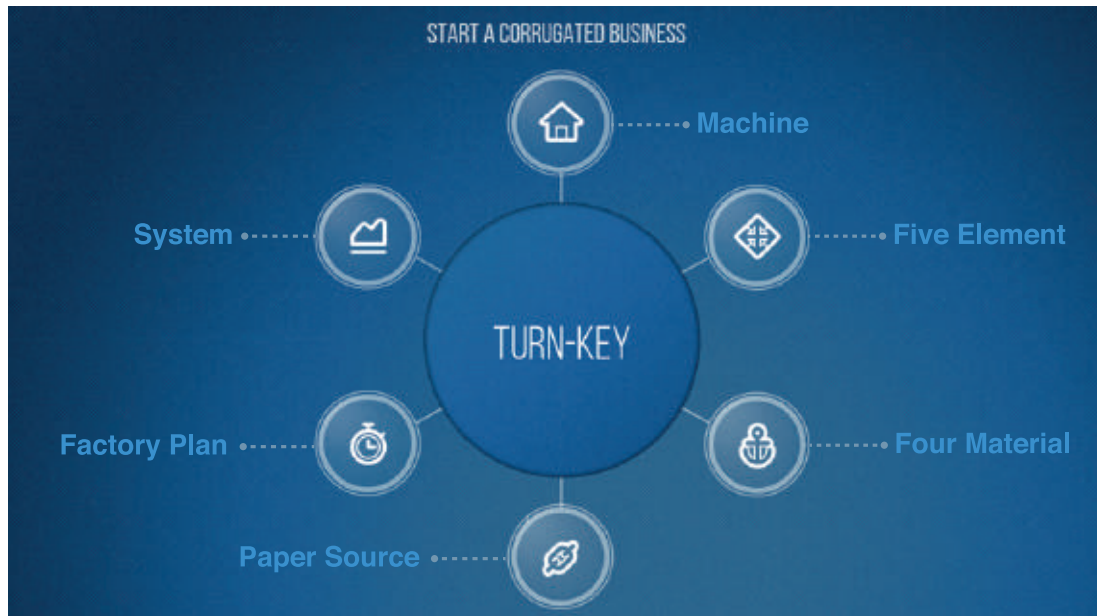 START A CORRUGATED BUSINESS
Machine
System
Five Element
TURN-KEY
Factory Plan
Four Material
Paper Source